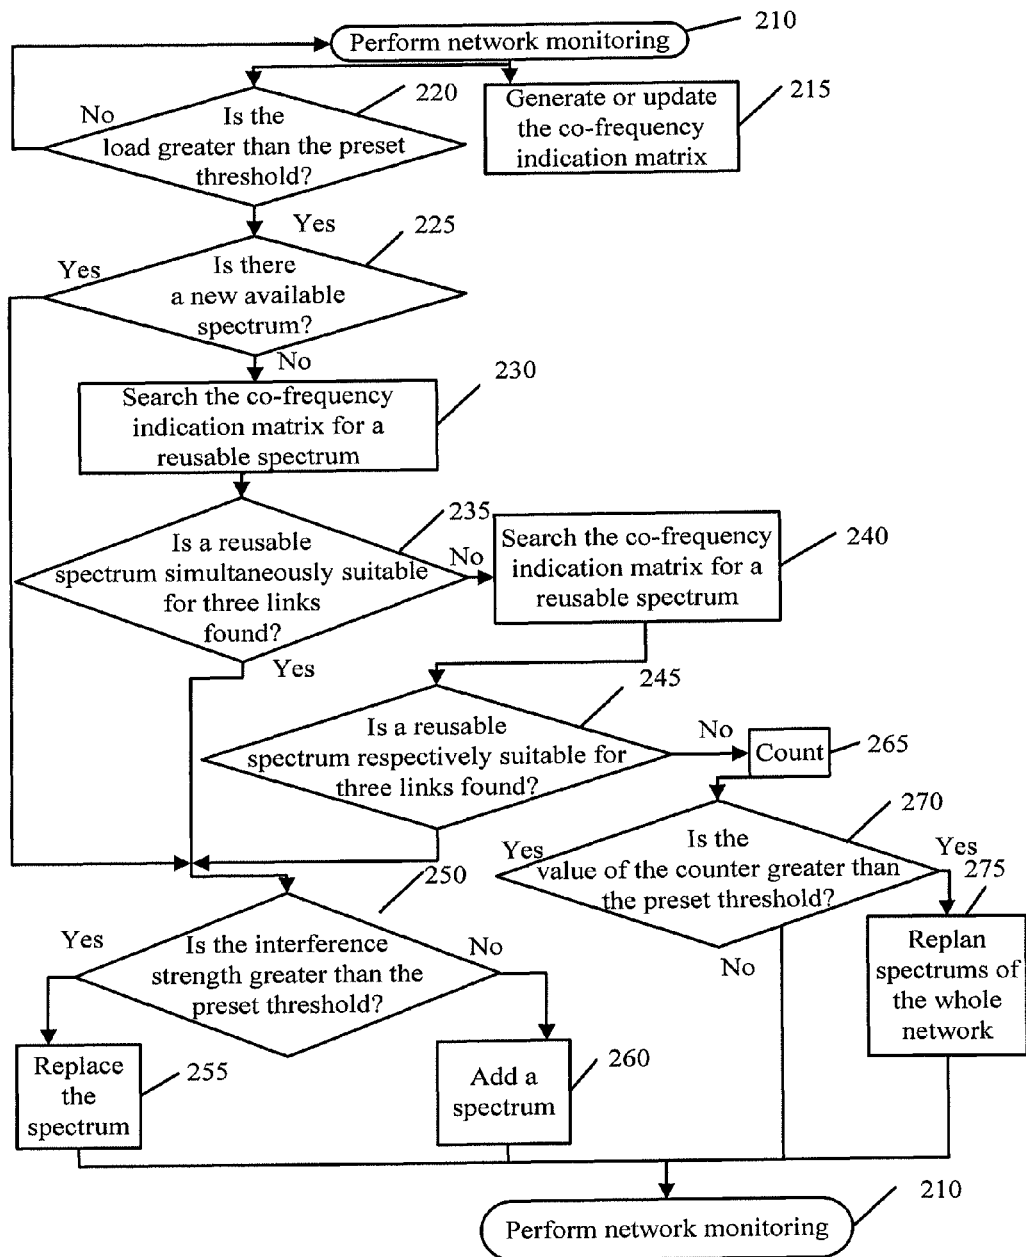 210
Perform network monitoring
220
No
Is the
load greater than the preset
threshold?
Generate or update
the co-frequency
indication matrix
215
Yes
225
Yes
Is there
a new available
spectrum?
No
230
Search the co-frequency
indication matrix for a
reusable spectrum
235
Is a reusable
spectrum simultaneously suitable
for three links
found?
No
Search the co-frequency
indication matrix for a
reusable spectrum
240
Yes
245
Is a reusable
spectrum respectively suitable for
three links found?
No
Count
265
270
Is the
value of the counter greater than
the preset threshold?
Yes
Yes
275
No
Replan
spectrums of
the whole
network
250
Yes
Is the interference
strength greater than the
preset threshold?
No
Replace
the
spectrum
255
Add a
spectrum
260
210
Perform network monitoring